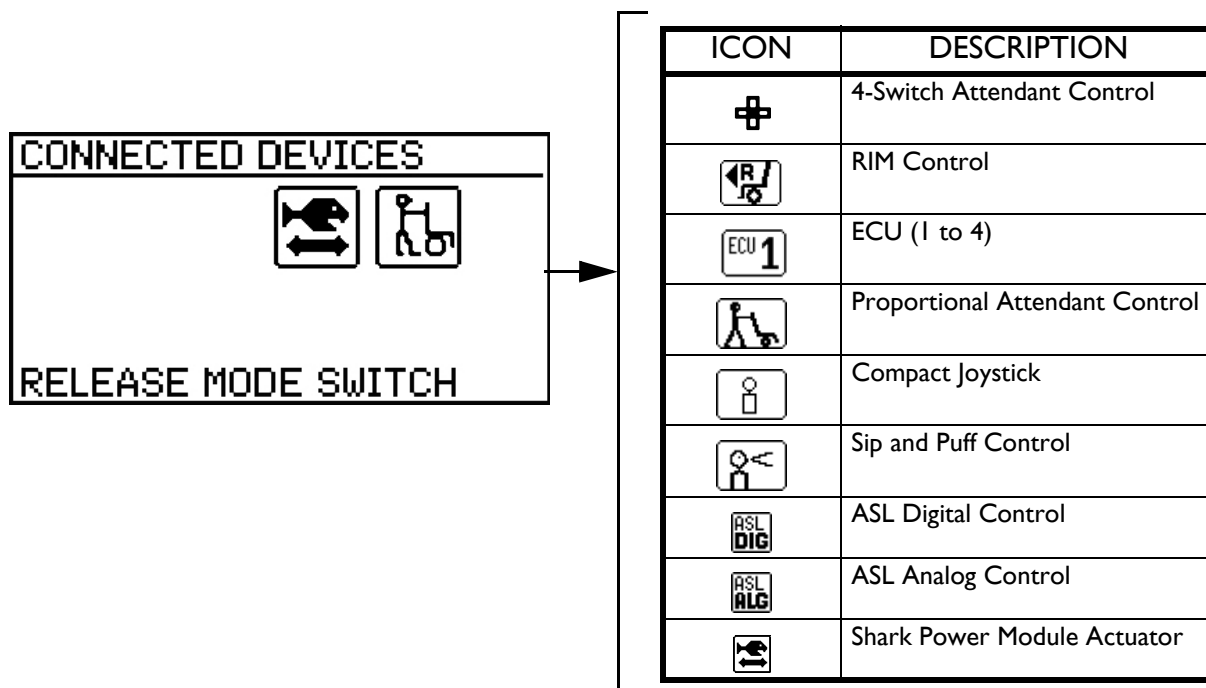 CONNECTED DEVICES
RELEASE MODE SWITCH
ICON DESCRIPTION
4-Switch Attendant Control
R RIM Control
ECU 1 ECU (1 to 4)
Proportional Attendant Control
Compact Joystick
Sip and Puff Control
ASL DIG ASL Digital Control
ASL ALG ASL Analog Control
Shark Power Module Actuator